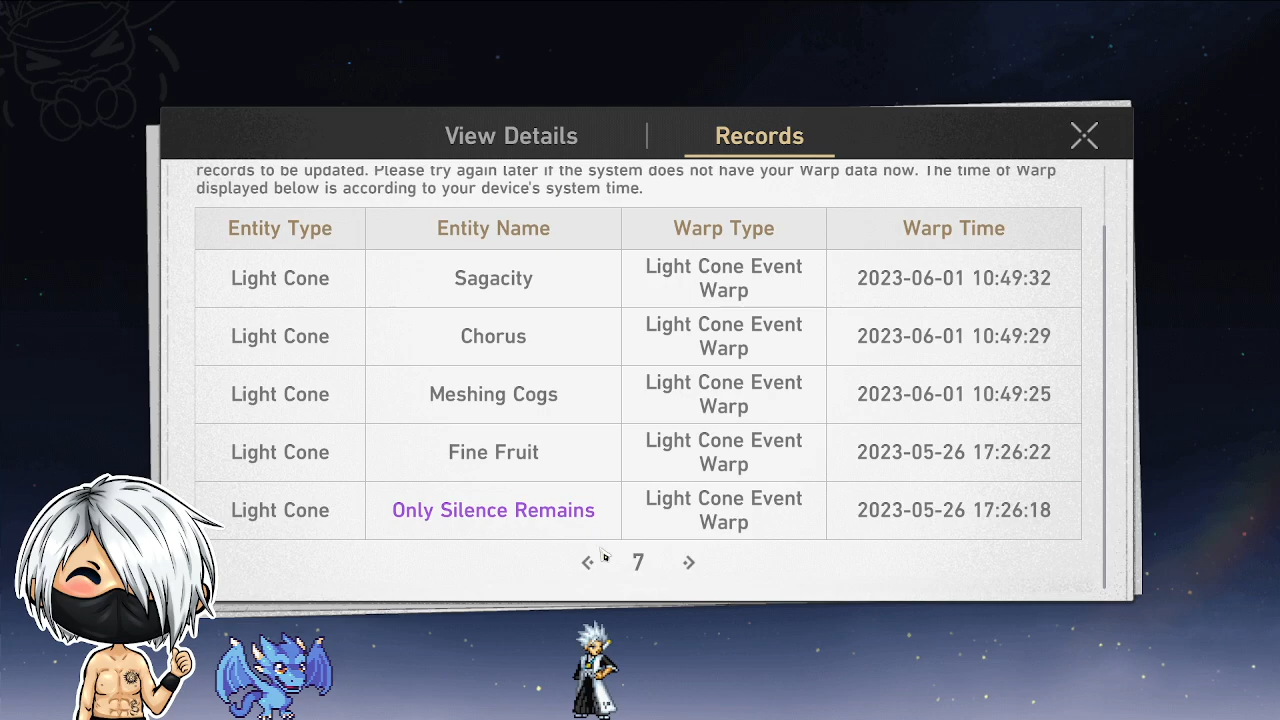 View Details | Records
records to be updated. Please try again later if the system does not have your Warp data now. The time of Warp
displayed below is according to your device's system time.
Entity Type Entity Name Warp Type Warp Time
Light Cone Sagacity Light Cone Event Warp 2023-06-01 10:49:32
Light Cone Chorus Light Cone Event Warp 2023-06-01 10:49:29
Light Cone Meshing Cogs Light Cone Event Warp 2023-06-01 10:49:25
Light Cone Fine Fruit Light Cone Event Warp 2023-05-26 17:26:22
Light Cone Only Silence Remains Light Cone Event Warp 2023-05-26 17:26:18
7